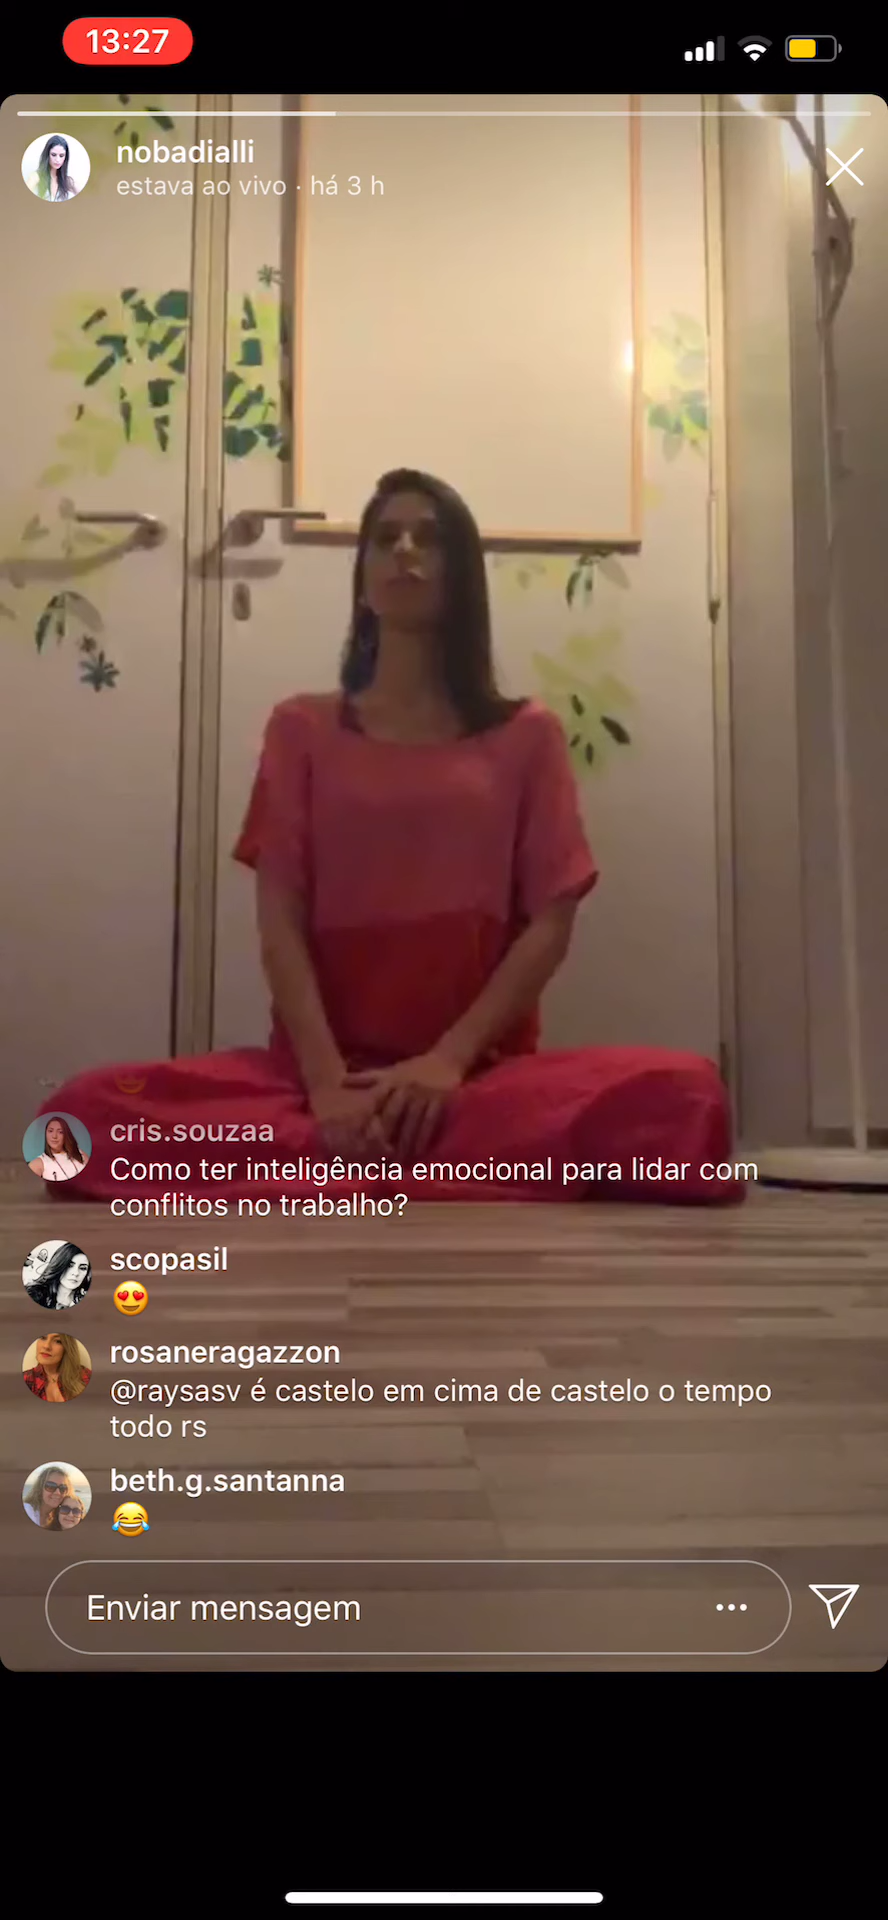 13:27
nobadialli
estava ao vivo · há 3 h
cris.souzaa
Como ter inteligência emocional para lidar com
conflitos no trabalho?
scopasil
😍
rosaneragazzon
@raysasv é castelo em cima de castelo o tempo
todo rs
beth.g.santanna
😂
Enviar mensagem